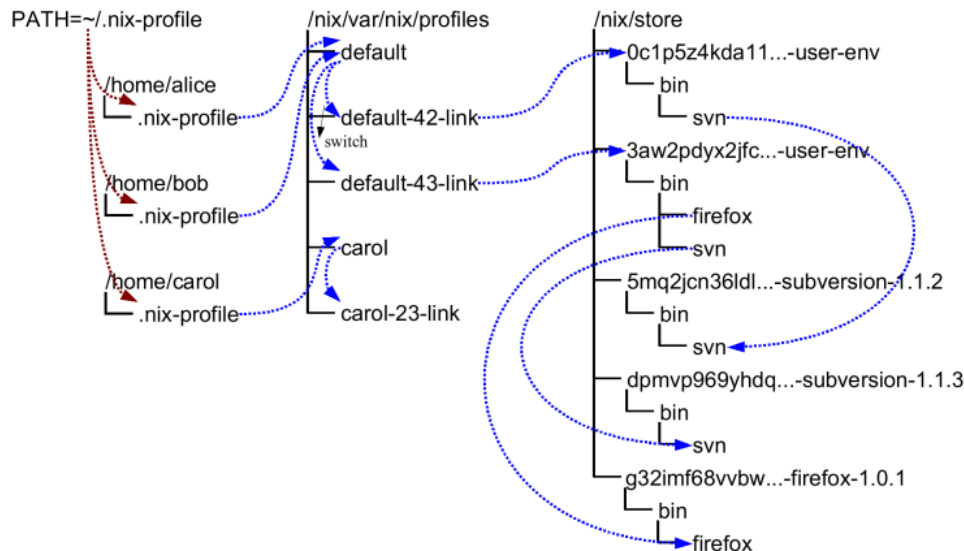 PATH=~/.nix-profile
/home/alice
.nix-profile
/home/bob
.nix-profile
/home/carol
.nix-profile
/nix/var/nix/profiles
default
default-42-link
switch
default-43-link
carol
carol-23-link
/nix/store
0c1p5z4kda11...-user-env
bin
svn
3aw2pdyx2jfc...-user-env
bin
firefox
svn
5mq2jcn36ldl...-subversion-1.1.2
bin
svn
dpmvp969yhdq...-subversion-1.1.3
bin
svn
g32imf68vvbw...-firefox-1.0.1
bin
firefox